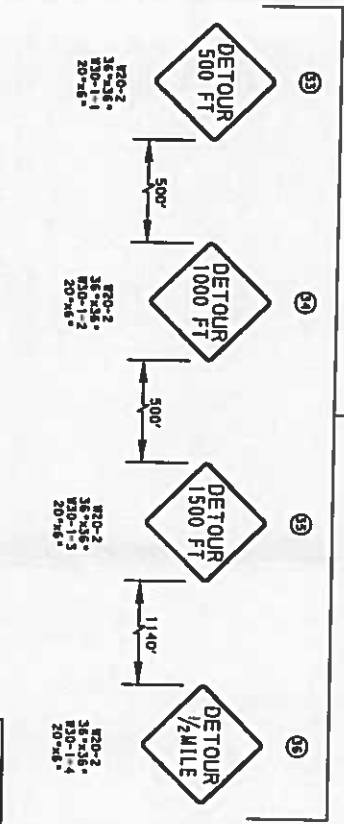 53
DETOUR
500 FT
W20-2
36"x36"
W30-1-1
20"x6"
500'
54
DETOUR
1000 FT
W20-2
36"x36"
W30-1-2
20"x6"
500'
55
DETOUR
1500 FT
W20-2
36"x36"
W30-1-3
20"x6"
1140'
56
DETOUR
1/2 MILE
W20-2
36"x36"
W30-1-4
20"x6"